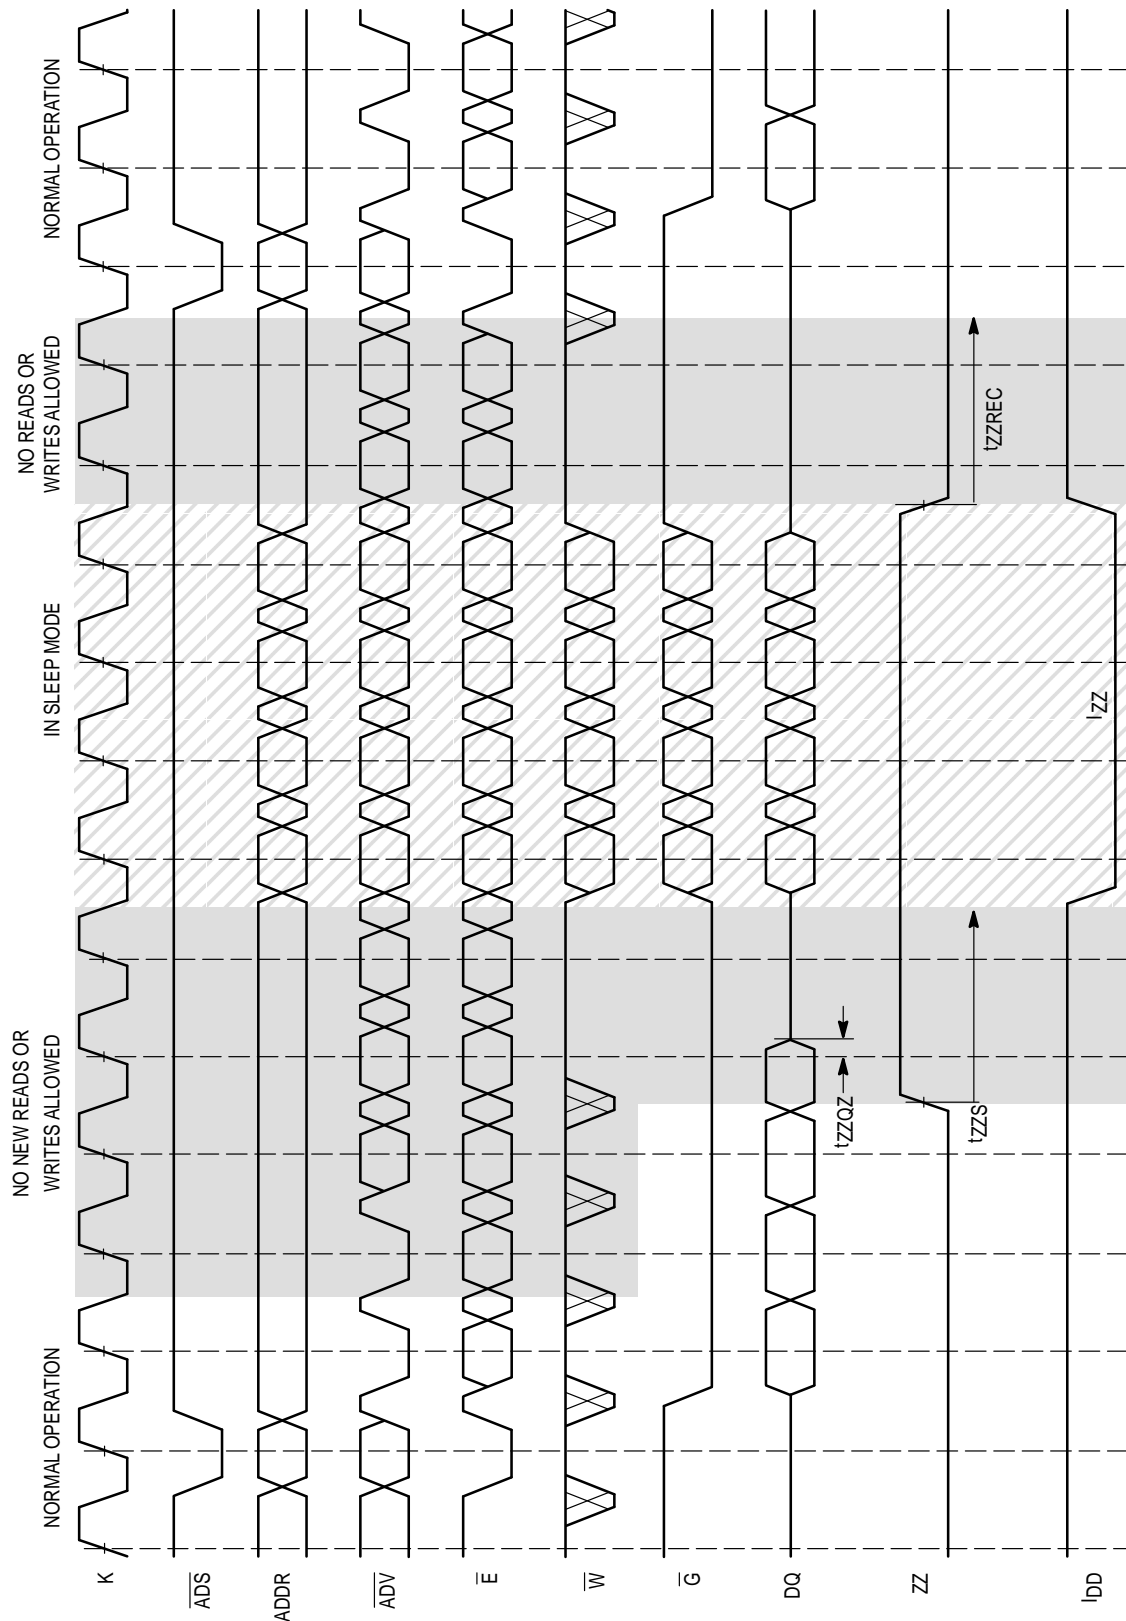 NORMAL OPERATION
NO NEW READS OR
WRITES ALLOWED
IN SLEEP MODE
NO READS OR
WRITES ALLOWED
NORMAL OPERATION
K
ADS
ADDR
ADV
E
W
G
DQ
tZZQZ
ZZ
tZZS
tZZREC
IDD
IZZ